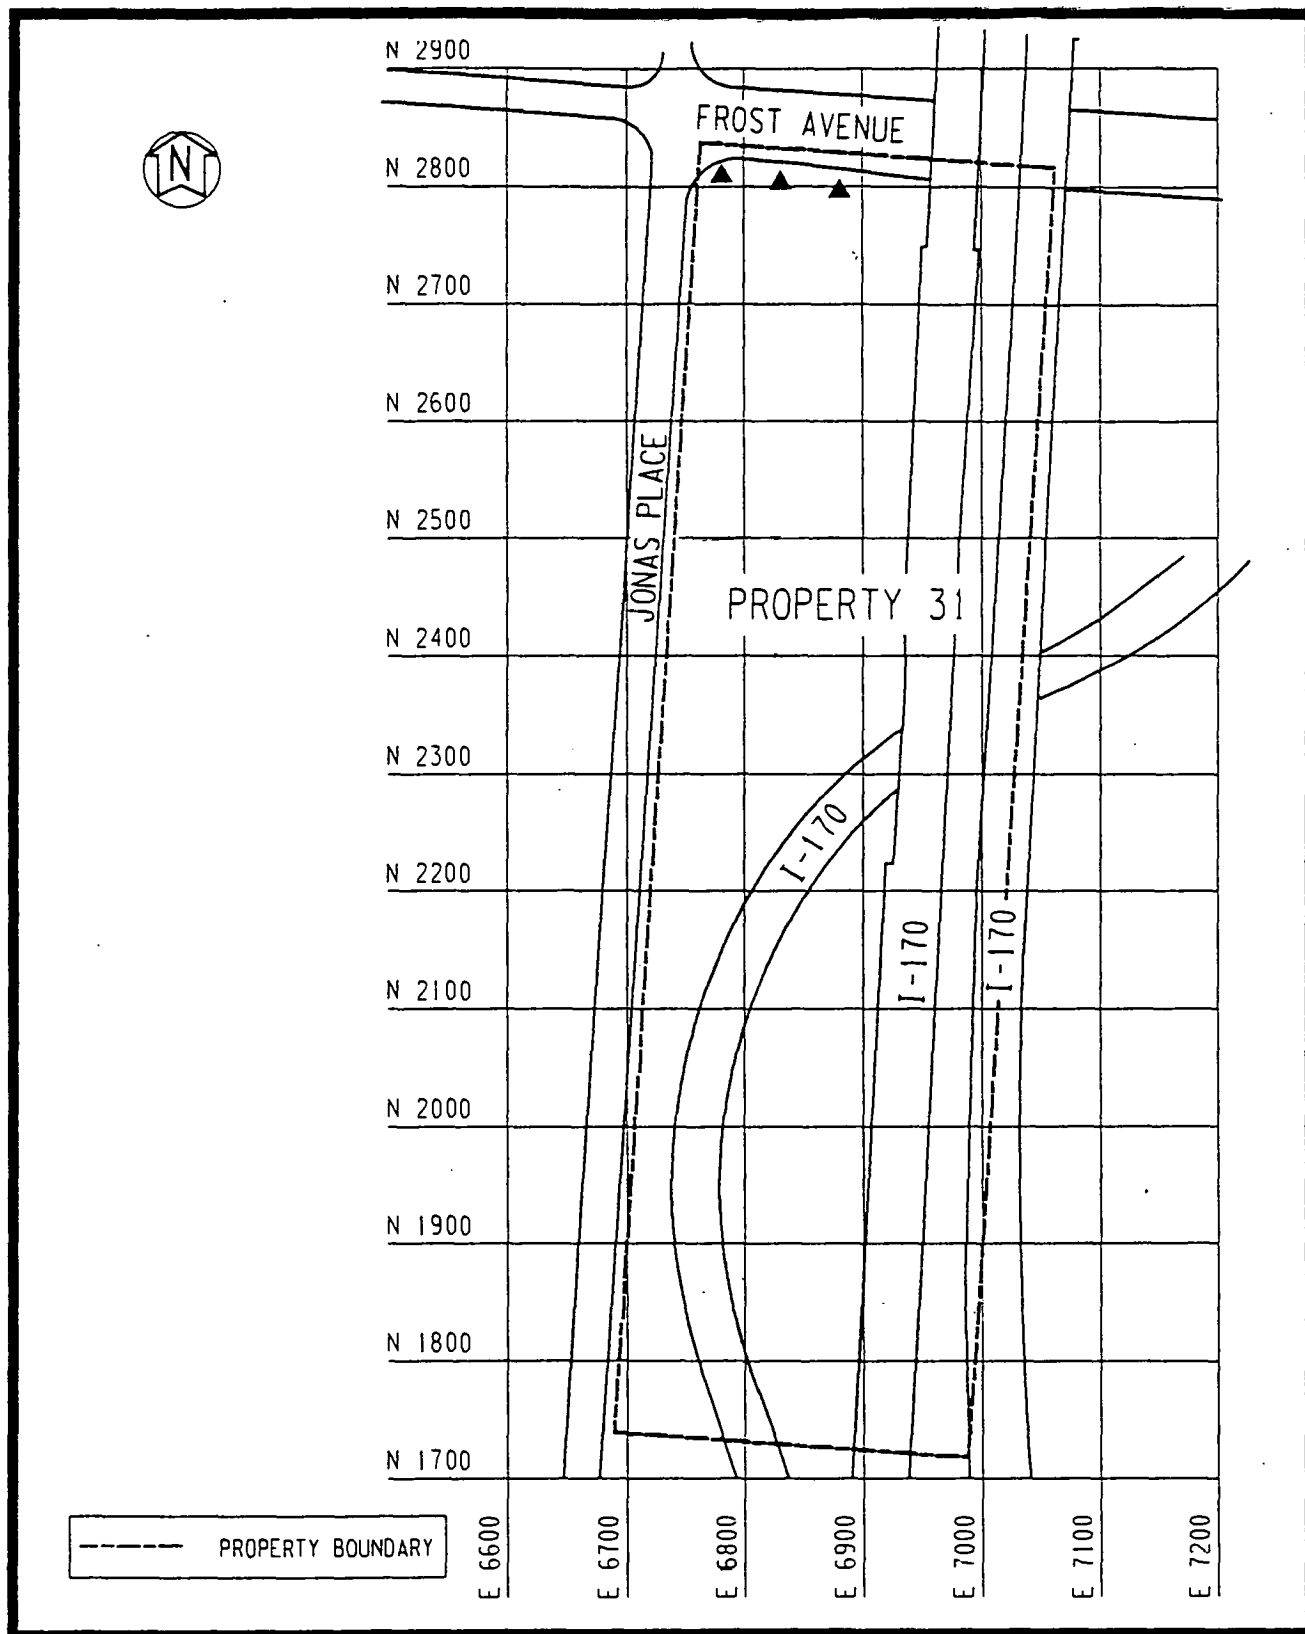 N 2900
FROST AVENUE
N
N 2800
N 2700
N 2600
JONAS PLACE
N 2500
PROPERTY 31
N 2400
N 2300
I-170
N 2200
I-170
I-170
N 2100
N 2000
N 1900
N 1800
N 1700
PROPERTY BOUNDARY
E 6600
E 6700
E 6800
E 6900
E 7000
E 7100
E 7200